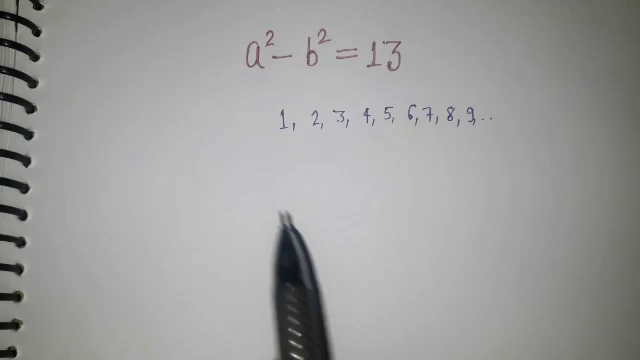 a² - b² = 13
1, 2, 3, 4, 5, 6, 7, 8, 9, ..